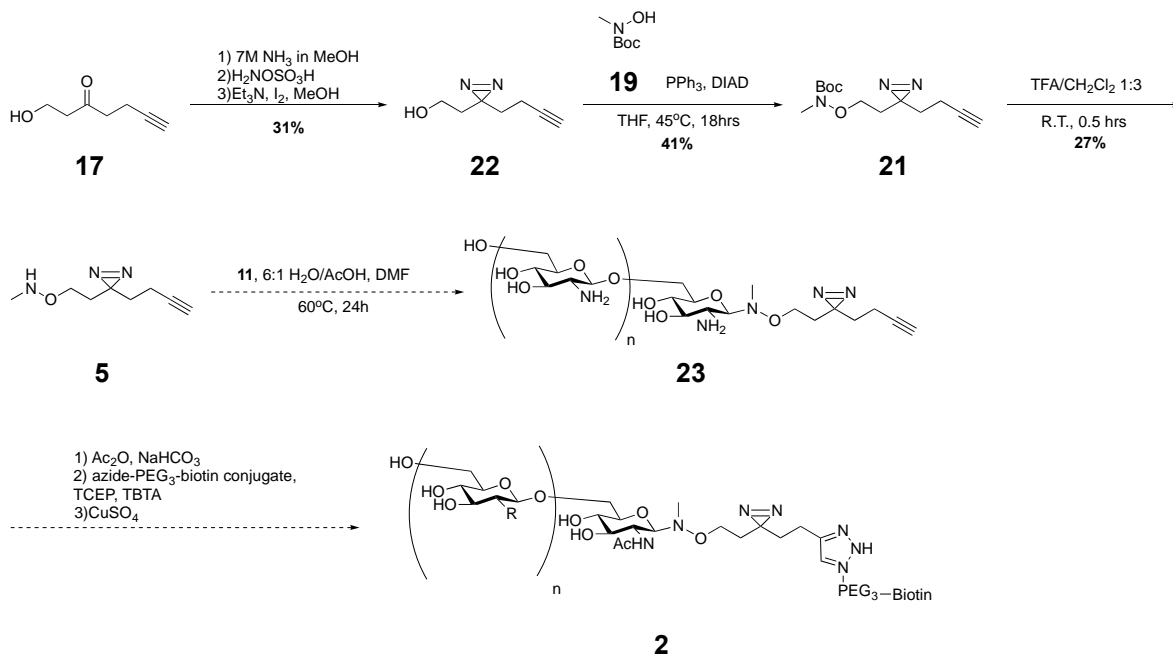 1) 7M NH3 in MeOH
2)H2NOSO3H
3)Et3N, I2, MeOH
31%
O
HO
17
N=N
HO
22
N
OH
Boc
19
PPh3, DIAD
THF, 45oC, 18hrs
41%
N=N
Boc
N
O
21
TFA/CH2Cl2 1:3
R.T., 0.5 hrs
27%
H
N
O
N=N
5
11, 6:1 H2O/AcOH, DMF
60oC, 24h
HO
HO
HO
O
NH2
O
n
HO
HO
O
NH2
N
O
N=N
23
1) Ac2O, NaHCO3
2) azide-PEG3-biotin conjugate,
TCEP, TBTA
3)CuSO4
HO
HO
HO
O
R
O
n
HO
HO
O
AcHN
N
O
N=N
N
NH
N
PEG3-Biotin
2